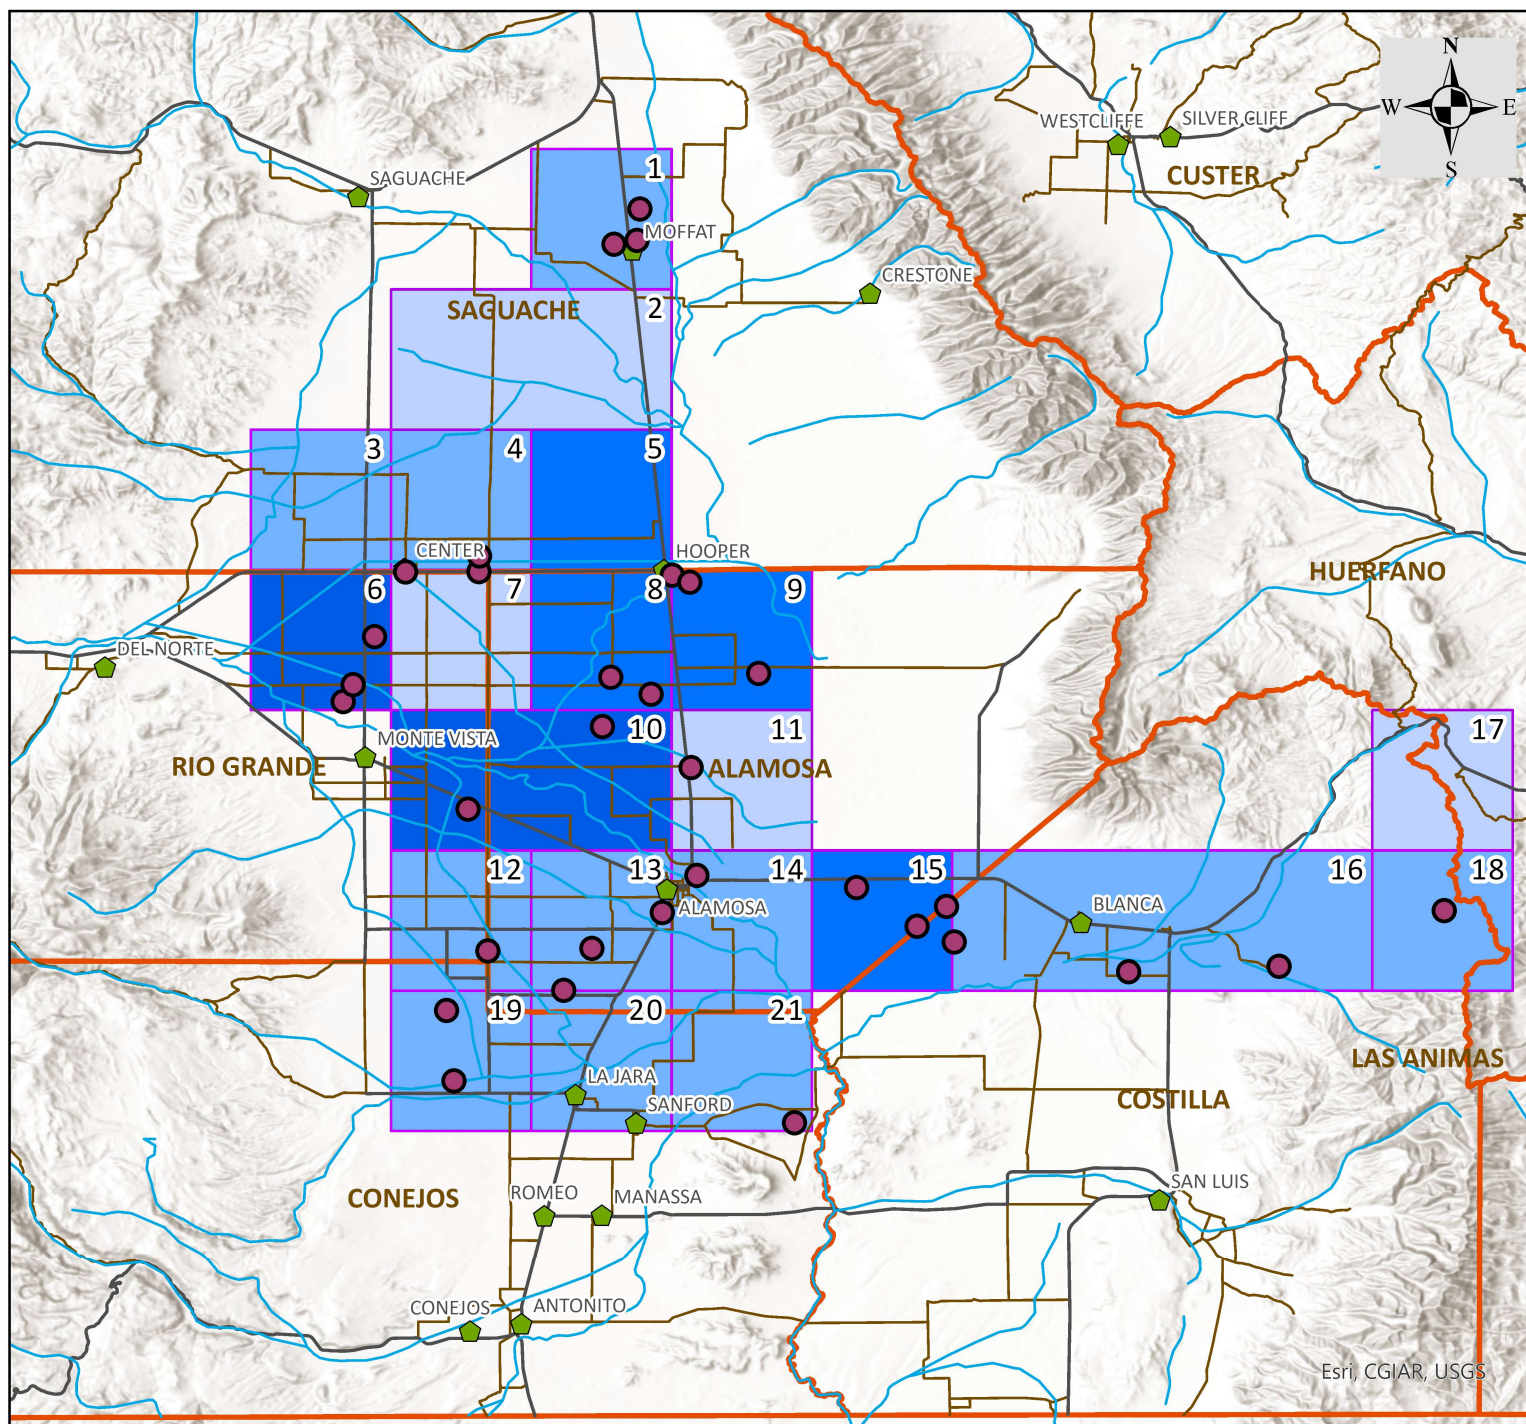 N
W E
S
WESTCLIFFE
SILVER CLIFF
CUSTER
SAGUACHE
1
MOFFAT
CRESTONE
SAGUACHE
2
3
4
5
CENTER
HOOPER
HUERFANO
6
7
8
9
DEL NORTE
10
11
17
MONTE VISTA
RIO GRANDE
ALAMOSA
12
13
14
15
16
18
ALAMOSA
BLANCA
19
20
21
LAS ANIMAS
LA JARA
SANFORD
COSTILLA
CONEJOS
ROMEO
MANASSA
SAN LUIS
CONEJOS
ANTONITO
Esri, CGIAR, USGS